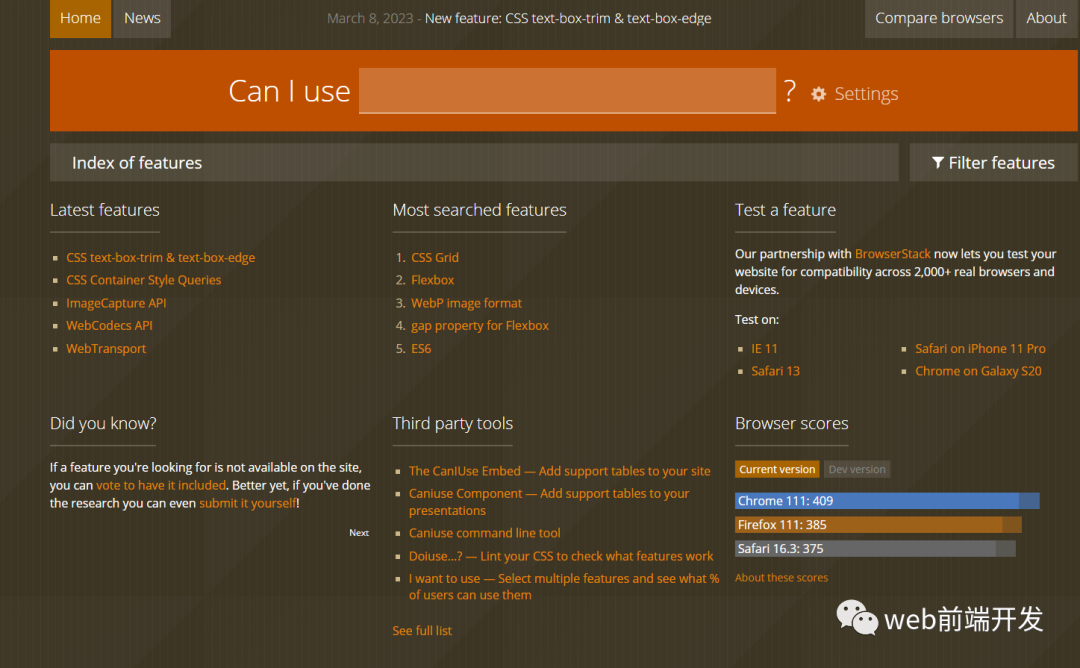 Home News March 8, 2023 - New feature: CSS text-box-trim & text-box-edge Compare browsers About
Can I use ? Settings
Index of features
Filter features
Latest features
CSS text-box-trim & text-box-edge
CSS Container Style Queries
ImageCapture API
WebCodecs API
WebTransport
Most searched features
1. CSS Grid
2. Flexbox
3. WebP image format
4. gap property for Flexbox
5. ES6
Test a feature
Our partnership with BrowserStack now lets you test your
website for compatibility across 2,000+ real browsers and
devices.
Test on:
IE 11
Safari 13
Safari on iPhone 11 Pro
Chrome on Galaxy S20
Did you know?
If a feature you're looking for is not available on the site,
you can vote to have it included. Better yet, if you've done
the research you can even submit it yourself!
Next
Third party tools
The CanIUse Embed — Add support tables to your site
Caniuse Component — Add support tables to your
presentations
Caniuse command line tool
Doiuse...? — Lint your CSS to check what features work
I want to use — Select multiple features and see what %
of users can use them
See full list
Browser scores
Current version Dev version
Chrome 111: 409
Firefox 111: 385
Safari 16.3: 375
About these scores
web前端开发